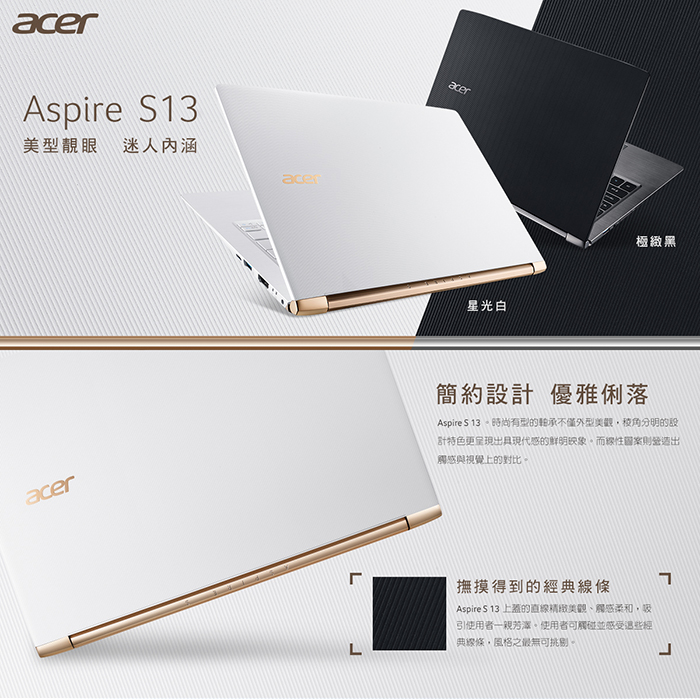 acer
Aspire S13
美型靚眼 迷人內涵
acer
acer
極緻黑
星光白
簡約設計 優雅俐落
Aspire S 13 。時尚有型的軸承不僅外型美觀，稜角分明的設
計特色更呈現出具現代感的鮮明映象。而線性圖案則營造出
觸感與視覺上的對比。
acer
撫摸得到的經典線條
Aspire S 13 上蓋的直線精緻美觀、觸感柔和，吸
引使用者一親芳澤。使用者可觸碰並感受這些經
典線條，風格之最無可挑剔。